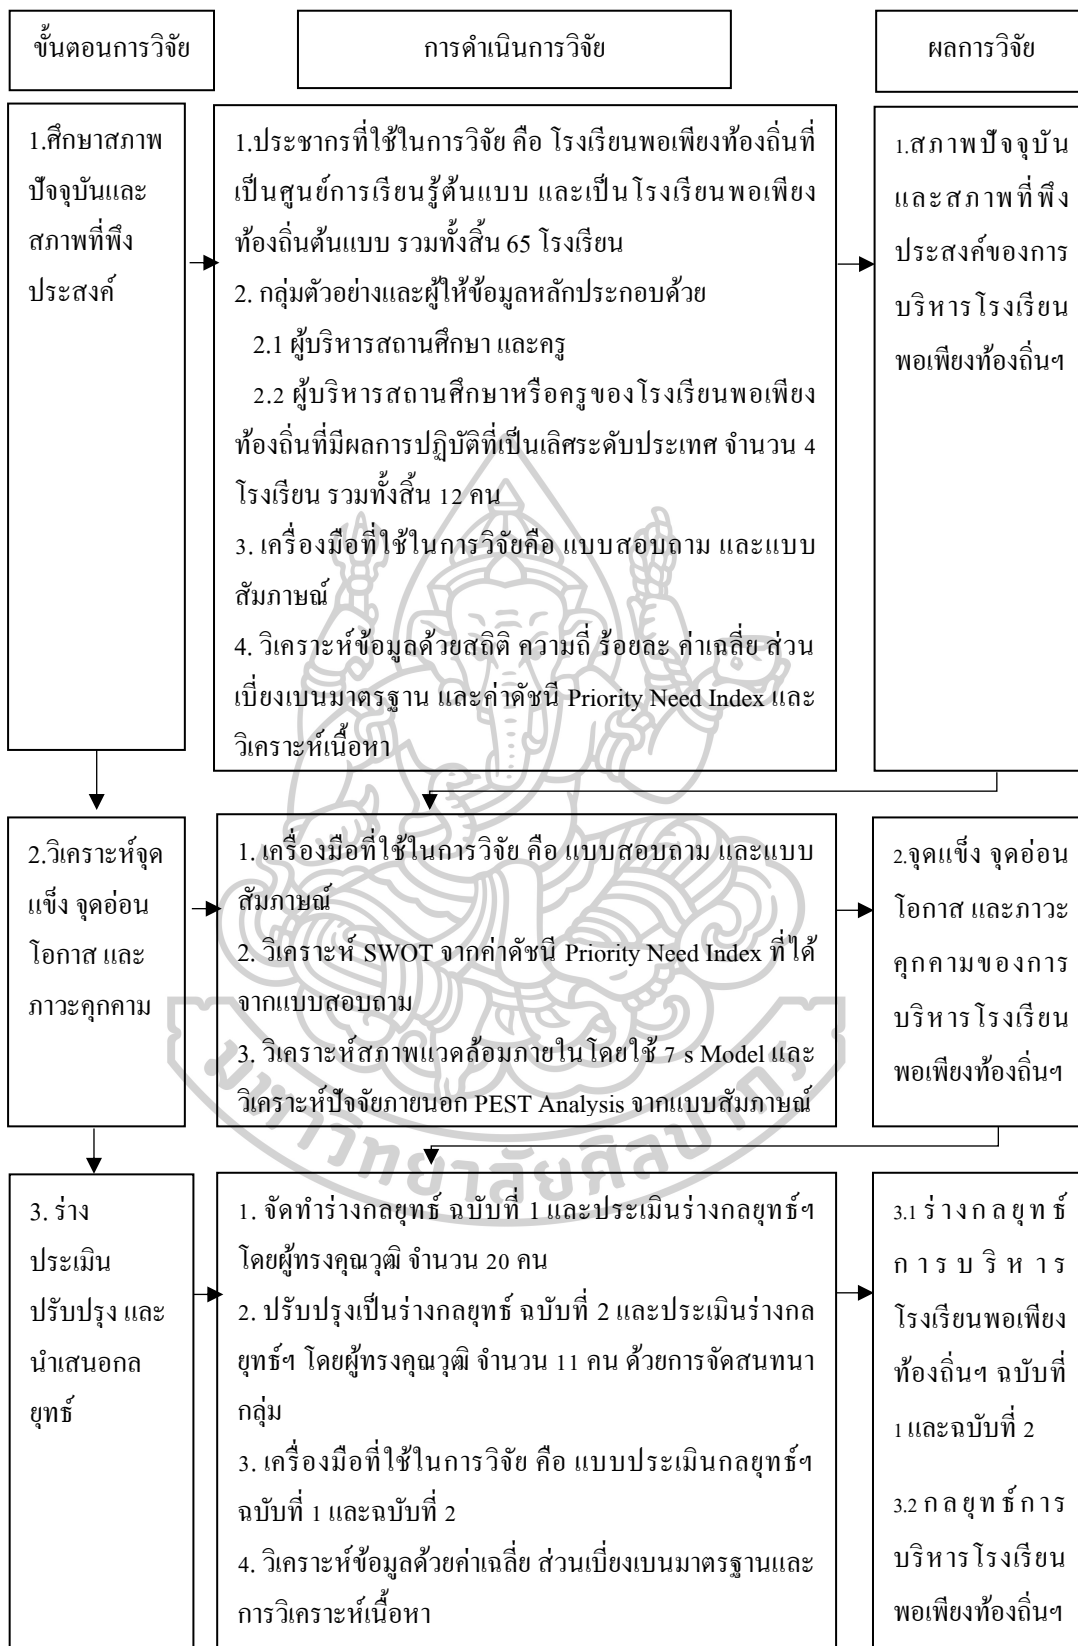 ขั้นตอนการวิจัย
การดำเนินการวิจัย
ผลการวิจัย
1.ศึกษาสภาพ
ปัจจุบันและ
สภาพที่พึง
ประสงค์
1.ประชากรที่ใช้ในการวิจัย คือ โรงเรียนพอเพียงท้องถิ่นที่
เป็นศูนย์การเรียนรู้ต้นแบบ และเป็นโรงเรียนพอเพียง
ท้องถิ่นต้นแบบ รวมทั้งสิ้น 65 โรงเรียน
2. กลุ่มตัวอย่างและผู้ให้ข้อมูลหลักประกอบด้วย
2.1 ผู้บริหารสถานศึกษา และครู
2.2 ผู้บริหารสถานศึกษาหรือครูของโรงเรียนพอเพียง
ท้องถิ่นที่มีผลการปฏิบัติที่เป็นเลิศระดับประเทศ จำนวน 4
โรงเรียน รวมทั้งสิ้น 12 คน
3. เครื่องมือที่ใช้ในการวิจัยคือ แบบสอบถาม และแบบ
สัมภาษณ์
4. วิเคราะห์ข้อมูลด้วยสถิติ ความถี่ ร้อยละ ค่าเฉลี่ย ส่วน
เบี่ยงเบนมาตรฐาน และค่าดัชนี Priority Need Index และ
วิเคราะห์เนื้อหา
1.สภาพปัจจุบัน
และสภาพที่พึง
ประสงค์ของการ
บริหารโรงเรียน
พอเพียงท้องถิ่นฯ
2.วิเคราะห์จุด
แข็ง จุดอ่อน
โอกาส และ
ภาวะคุกคาม
1. เครื่องมือที่ใช้ในการวิจัย คือ แบบสอบถาม และแบบ
สัมภาษณ์
2. วิเคราะห์ SWOT จากค่าดัชนี Priority Need Index ที่ได้
จากแบบสอบถาม
3. วิเคราะห์สภาพแวดล้อมภายในโดยใช้ 7 s Model และ
วิเคราะห์ปัจจัยภายนอก PEST Analysis จากแบบสัมภาษณ์
2.จุดแข็ง จุดอ่อน
โอกาส และภาวะ
คุกคามของการ
บริหารโรงเรียน
พอเพียงท้องถิ่นฯ
มหาวิทยาลัยศิลปากร
3. ร่าง
ประเมิน
ปรับปรุง และ
นำเสนอกล
ยุทธ์
1. จัดทำร่างกลยุทธ์ ฉบับที่ 1 และประเมินร่างกลยุทธ์ฯ
โดยผู้ทรงคุณวุฒิ จำนวน 20 คน
2. ปรับปรุงเป็นร่างกลยุทธ์ ฉบับที่ 2 และประเมินร่างกล
ยุทธ์ฯ โดยผู้ทรงคุณวุฒิ จำนวน 11 คน ด้วยการจัดสนทนา
กลุ่ม
3. เครื่องมือที่ใช้ในการวิจัย คือ แบบประเมินกลยุทธ์ฯ
ฉบับที่ 1 และฉบับที่ 2
4. วิเคราะห์ข้อมูลด้วยค่าเฉลี่ย ส่วนเบี่ยงเบนมาตรฐานและ
การวิเคราะห์เนื้อหา
3.1 ร่างกลยุทธ์
การบริหาร
โรงเรียนพอเพียง
ท้องถิ่นฯ ฉบับที่
1 และฉบับที่ 2
3.2 กลยุทธ์การ
บริหารโรงเรียน
พอเพียงท้องถิ่นฯ